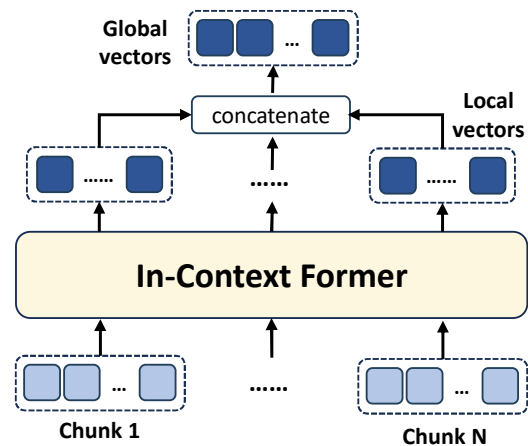 Global
vectors
...
concatenate
Local
vectors
......
......
......
In-Context Former
...
......
...
Chunk 1
Chunk N